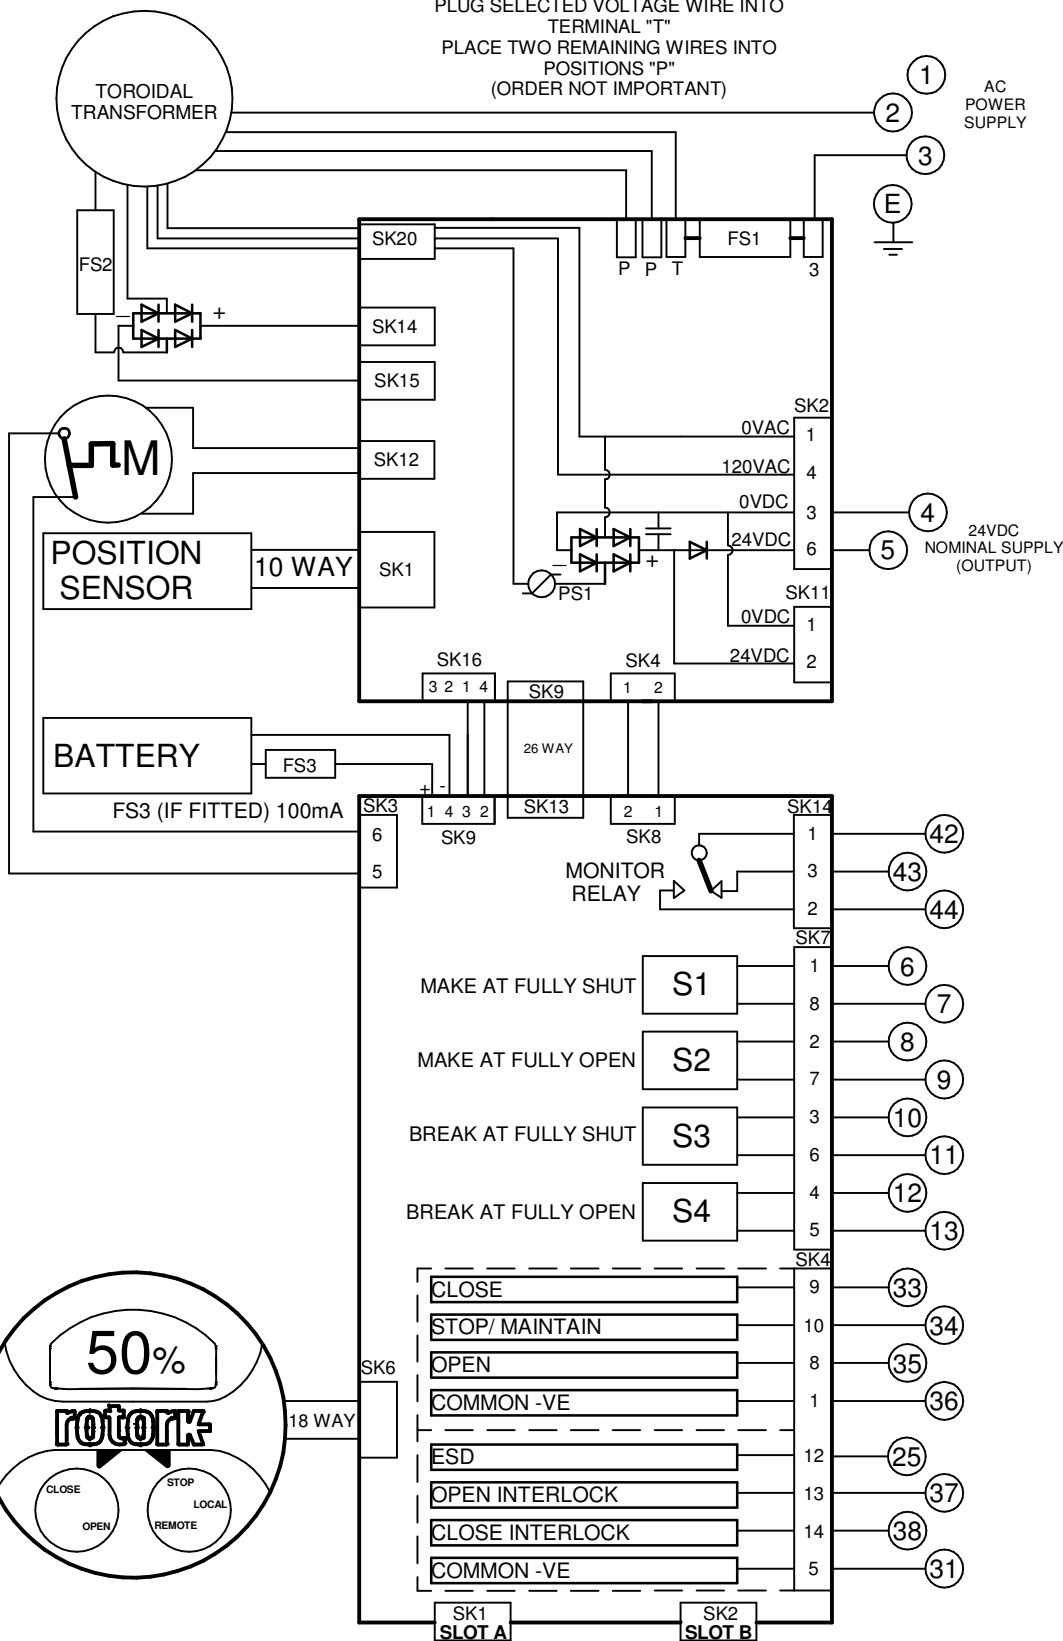 PLUG SELECTED VOLTAGE WIRE INTO
TERMINAL "T"
PLACE TWO REMAINING WIRES INTO
POSITIONS "P"
(ORDER NOT IMPORTANT)
TOROIDAL
TRANSFORMER
1
2
3
E
AC
POWER
SUPPLY
SK20
P P T
FS1
3
FS2
– +
SK14
SK15
M
SK12
SK2
0VAC 1
120VAC 4
0VDC 3
24VDC 6
4
5
24VDC
NOMINAL SUPPLY
(OUTPUT)
– +
PS1
POSITION
SENSOR
10 WAY
SK1
SK11
0VDC 1
24VDC 2
SK16
3 2 1 4
SK9
SK4
1 2
26 WAY
BATTERY
FS3
FS3 (IF FITTED) 100mA
+ -
SK3
6
5
1 4 3 2
SK9
SK13
2 1
SK8
SK14
MONITOR
RELAY
1 42
3 43
2 44
SK7
MAKE AT FULLY SHUT S1 1 6
8 7
MAKE AT FULLY OPEN S2 2 8
7 9
BREAK AT FULLY SHUT S3 3 10
6 11
BREAK AT FULLY OPEN S4 4 12
5 13
SK4
CLOSE 9 33
STOP/ MAINTAIN 10 34
OPEN 8 35
COMMON -VE 1 36
ESD 12 25
OPEN INTERLOCK 13 37
CLOSE INTERLOCK 14 38
COMMON -VE 5 31
50%
rotork
CLOSE
OPEN
STOP
LOCAL
REMOTE
18 WAY
SK6
SK1
SLOT A
SK2
SLOT B